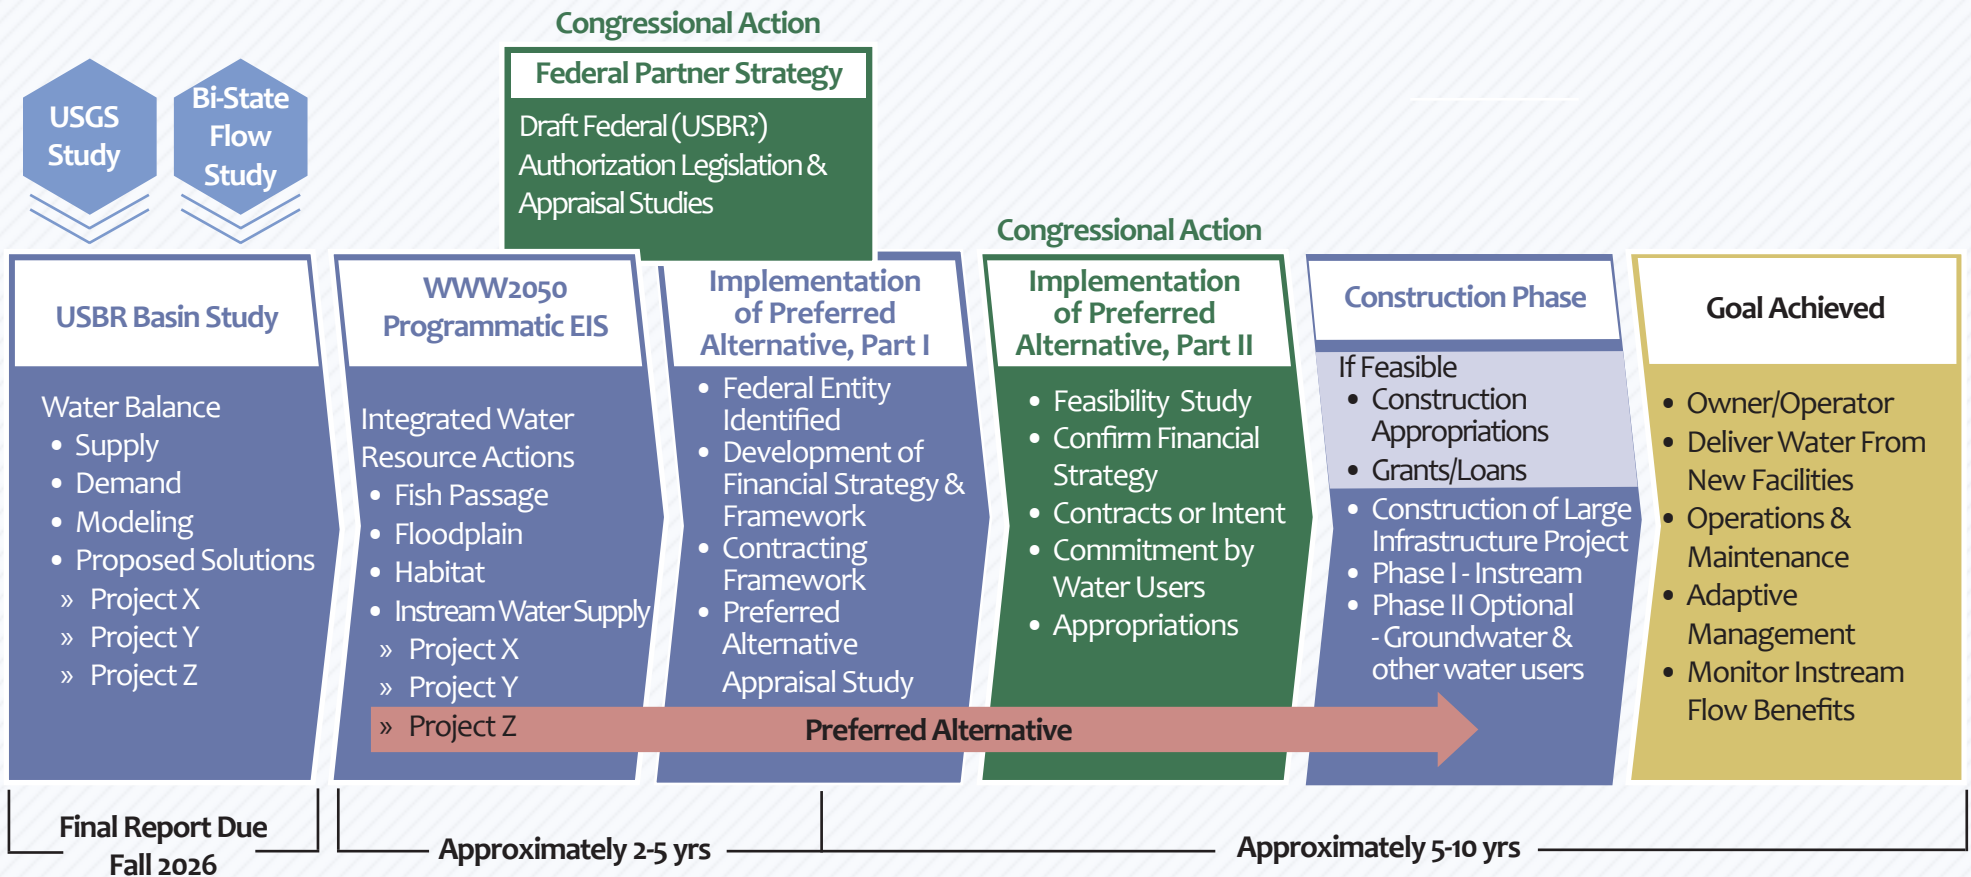 USGS
Study
Bi-State
Flow
Study
Congressional Action
Federal Partner Strategy
Draft Federal (USBR?)
Authorization Legislation &
Appraisal Studies
USBR Basin Study
Water Balance
• Supply
• Demand
• Modeling
• Proposed Solutions
» Project X
» Project Y
» Project Z
WWW2050
Programmatic EIS
Integrated Water
Resource Actions
• Fish Passage
• Floodplain
• Habitat
• Instream Water Supply
» Project X
» Project Y
» Project Z
Implementation
of Preferred
Alternative, Part I
• Federal Entity
Identified
• Development of
Financial Strategy &
Framework
• Contracting
Framework
• Preferred
Alternative
Appraisal Study
Congressional Action
Implementation
of Preferred
Alternative, Part II
• Feasibility Study
• Confirm Financial
Strategy
• Contracts or Intent
• Commitment by
Water Users
• Appropriations
Construction Phase
If Feasible
• Construction
Appropriations
• Grants/Loans
• Construction of Large
Infrastructure Project
• Phase I - Instream
• Phase II Optional
- Groundwater &
other water users
Goal Achieved
• Owner/Operator
• Deliver Water From
New Facilities
• Operations &
Maintenance
• Adaptive
Management
• Monitor Instream
Flow Benefits
Preferred Alternative
Final Report Due
Fall 2026
Approximately 2-5 yrs
Approximately 5-10 yrs